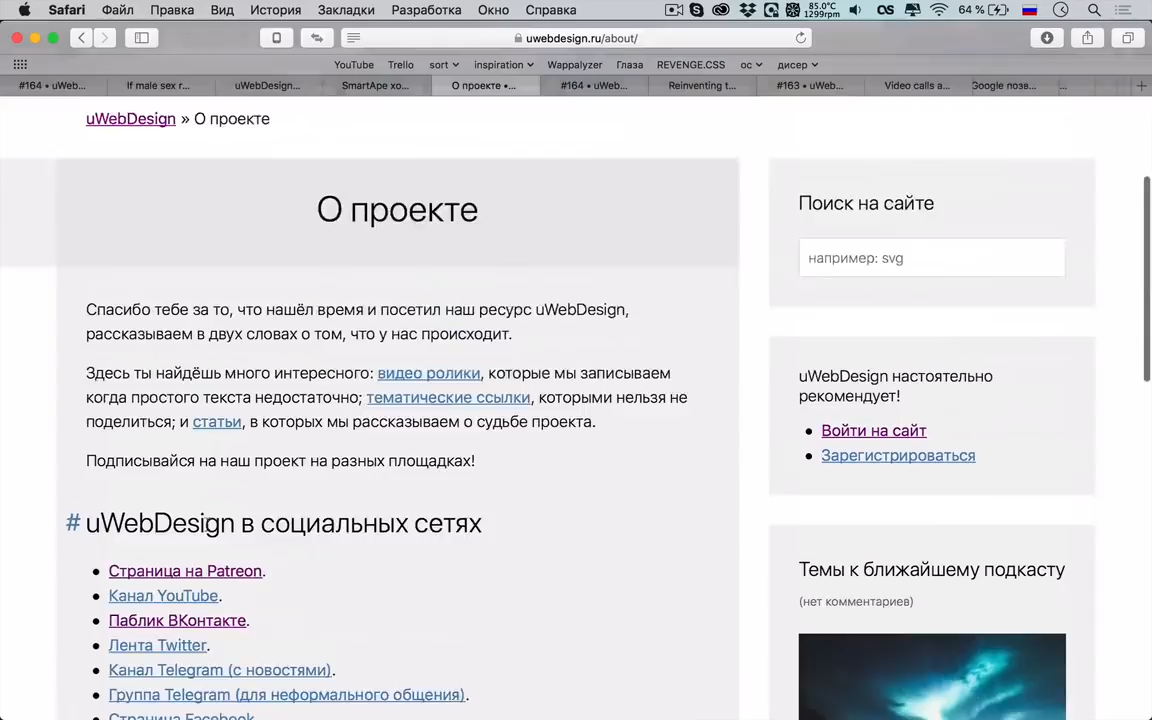 Safari Файл Правка Вид История Закладки Разработка Окно Справка 85.0°C 1299rpm 64 %
uwebdesign.ru/about/
YouTube Trello sort inspiration Wappalyzer Глаза REVENGE.CSS ос дисер
#164 • uWeb... If male sex r... uWebDesign... SmartApe хо... О проекте •... #164 • uWeb... Reinventing t... #163 • uWeb... Video calls a... Google позв... ...
uWebDesign » О проекте
О проекте
Спасибо тебе за то, что нашёл время и посетил наш ресурс uWebDesign,
рассказываем в двух словах о том, что у нас происходит.
Здесь ты найдёшь много интересного: видео ролики, которые мы записываем
когда простого текста недостаточно; тематические ссылки, которыми нельзя не
поделиться; и статьи, в которых мы рассказываем о судьбе проекта.
Подписывайся на наш проект на разных площадках!
# uWebDesign в социальных сетях
Страница на Patreon.
Канал YouTube.
Паблик ВКонтакте.
Лента Twitter.
Канал Telegram (с новостями).
Группа Telegram (для неформального общения).
Страница Facebook
Поиск на сайте
например: svg
uWebDesign настоятельно
рекомендует!
Войти на сайт
Зарегистрироваться
Темы к ближайшему подкасту
(нет комментариев)